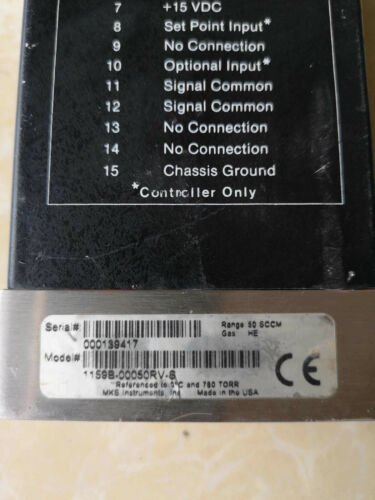 7 +15 VDC
8 Set Point Input*
9 No Connection
10 Optional Input*
11 Signal Common
12 Signal Common
13 No Connection
14 No Connection
15 Chassis Ground
*Controller Only
Serial# Range 50 SCCM
000139417 Gas HE
Model#
1159B-00050RV-S
Referenced to 0°C and 760 TORR
MKS Instruments, Inc Made in the USA
CE